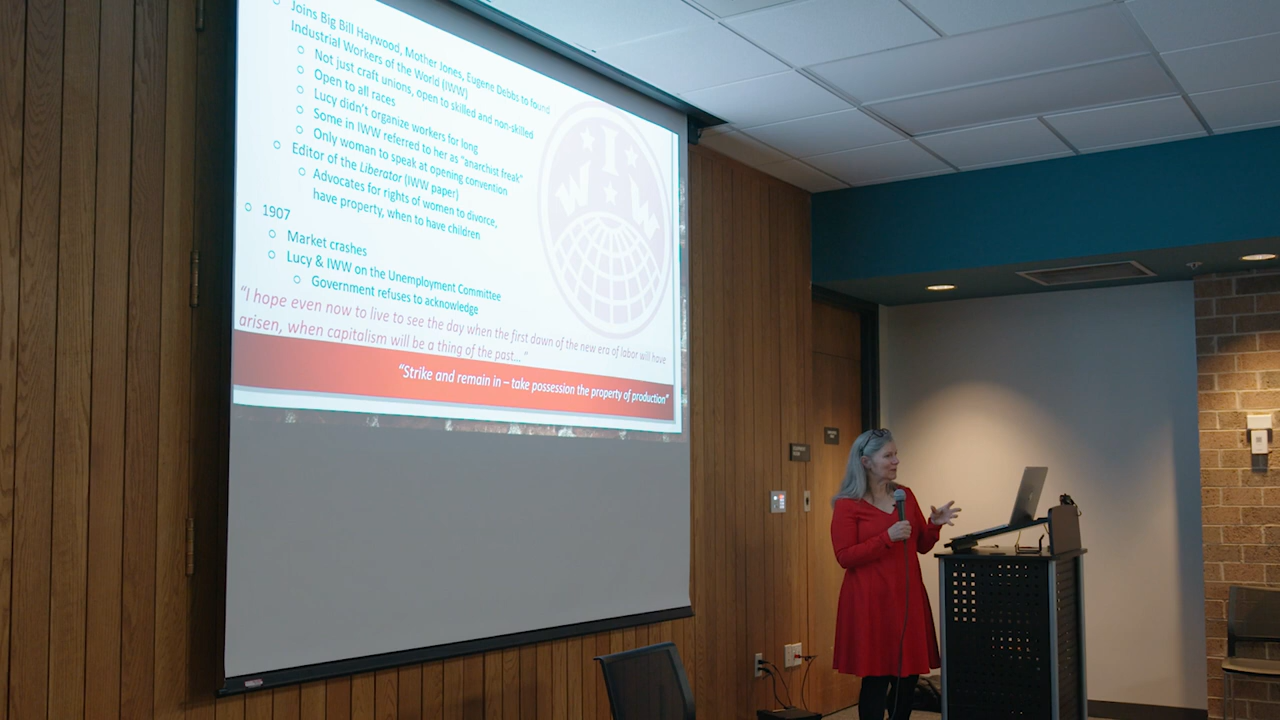 Joins Big Bill Haywood, Mother Jones, Eugene Debbs to found
Industrial Workers of the World (IWW)
Not just craft unions, open to skilled and non-skilled
Open to all races
Lucy didn't organize workers for long
Some in IWW referred to her as "anarchist freak"
Only woman to speak at opening convention
Editor of the Liberator (IWW paper)
Advocates for rights of women to divorce,
have property, when to have children
1907
Market crashes
Lucy & IWW on the Unemployment Committee
Government refuses to acknowledge
"I hope even now to live to see the day when the first dawn of the new era of labor will have
arisen, when capitalism will be a thing of the past..."
"Strike and remain in – take possession the property of production"
I W W